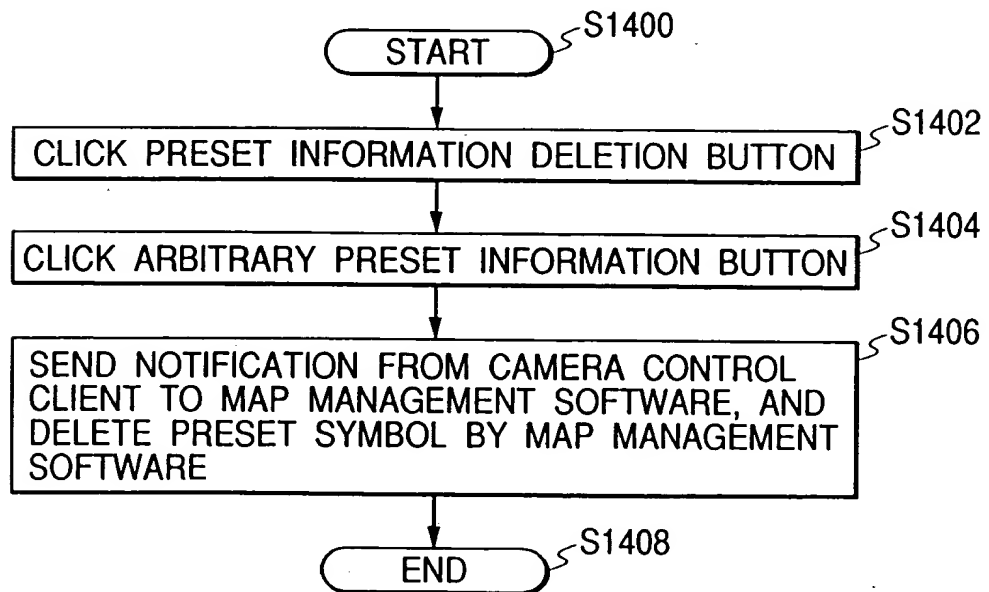 START
S1400
CLICK PRESET INFORMATION DELETION BUTTON
S1402
CLICK ARBITRARY PRESET INFORMATION BUTTON
S1404
SEND NOTIFICATION FROM CAMERA CONTROL
CLIENT TO MAP MANAGEMENT SOFTWARE, AND
DELETE PRESET SYMBOL BY MAP MANAGEMENT
SOFTWARE
S1406
END
S1408